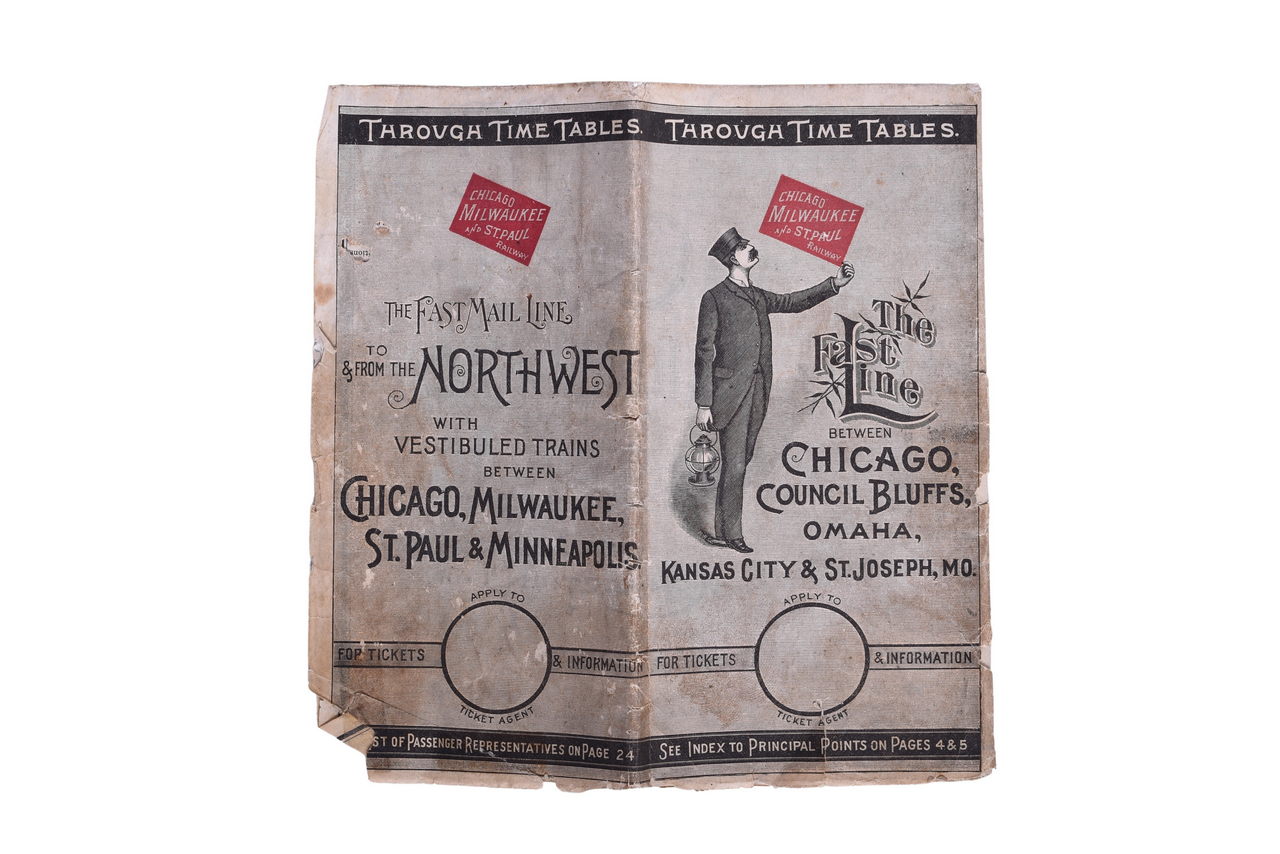 THROUGH TIME TABLES.
CHICAGO
MILWAUKEE
AND ST. PAUL
RAILWAY
THE FAST MAIL LINE
TO
& FROM THE NORTHWEST
WITH
VESTIBULED TRAINS
BETWEEN
CHICAGO, MILWAUKEE,
ST. PAUL & MINNEAPOLIS.
APPLY TO
FOR TICKETS
& INFORMATION
TICKET AGENT
ST OF PASSENGER REPRESENTATIVES ON PAGE 24
THROUGH TIME TABLES.
CHICAGO
MILWAUKEE
AND ST. PAUL
RAILWAY
The
Fast
Line
BETWEEN
CHICAGO,
COUNCIL BLUFFS,
OMAHA,
KANSAS CITY & ST. JOSEPH, MO.
APPLY TO
FOR TICKETS
& INFORMATION
TICKET AGENT
SEE INDEX TO PRINCIPAL POINTS ON PAGES 4 & 5